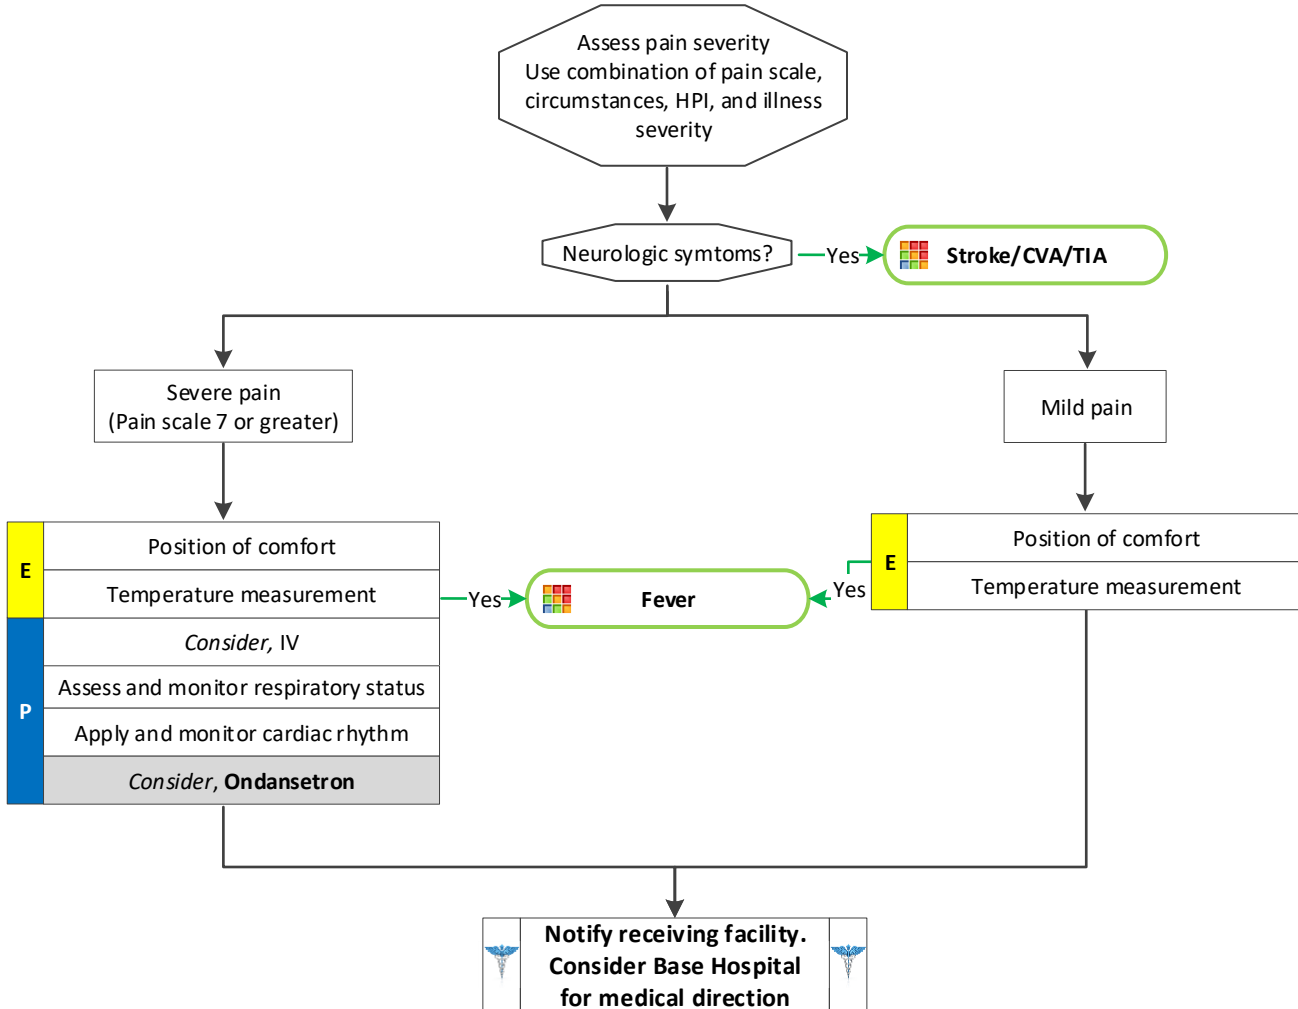 Assess pain severity
Use combination of pain scale,
circumstances, HPI, and illness
severity
Neurologic symtoms?
Yes
Stroke/CVA/TIA
Severe pain
(Pain scale 7 or greater)
Mild pain
E
Position of comfort
Temperature measurement
Yes
Fever
Yes
E
Position of comfort
Temperature measurement
P
Consider, IV
Assess and monitor respiratory status
Apply and monitor cardiac rhythm
Consider, Ondansetron
Notify receiving facility.
Consider Base Hospital
for medical direction